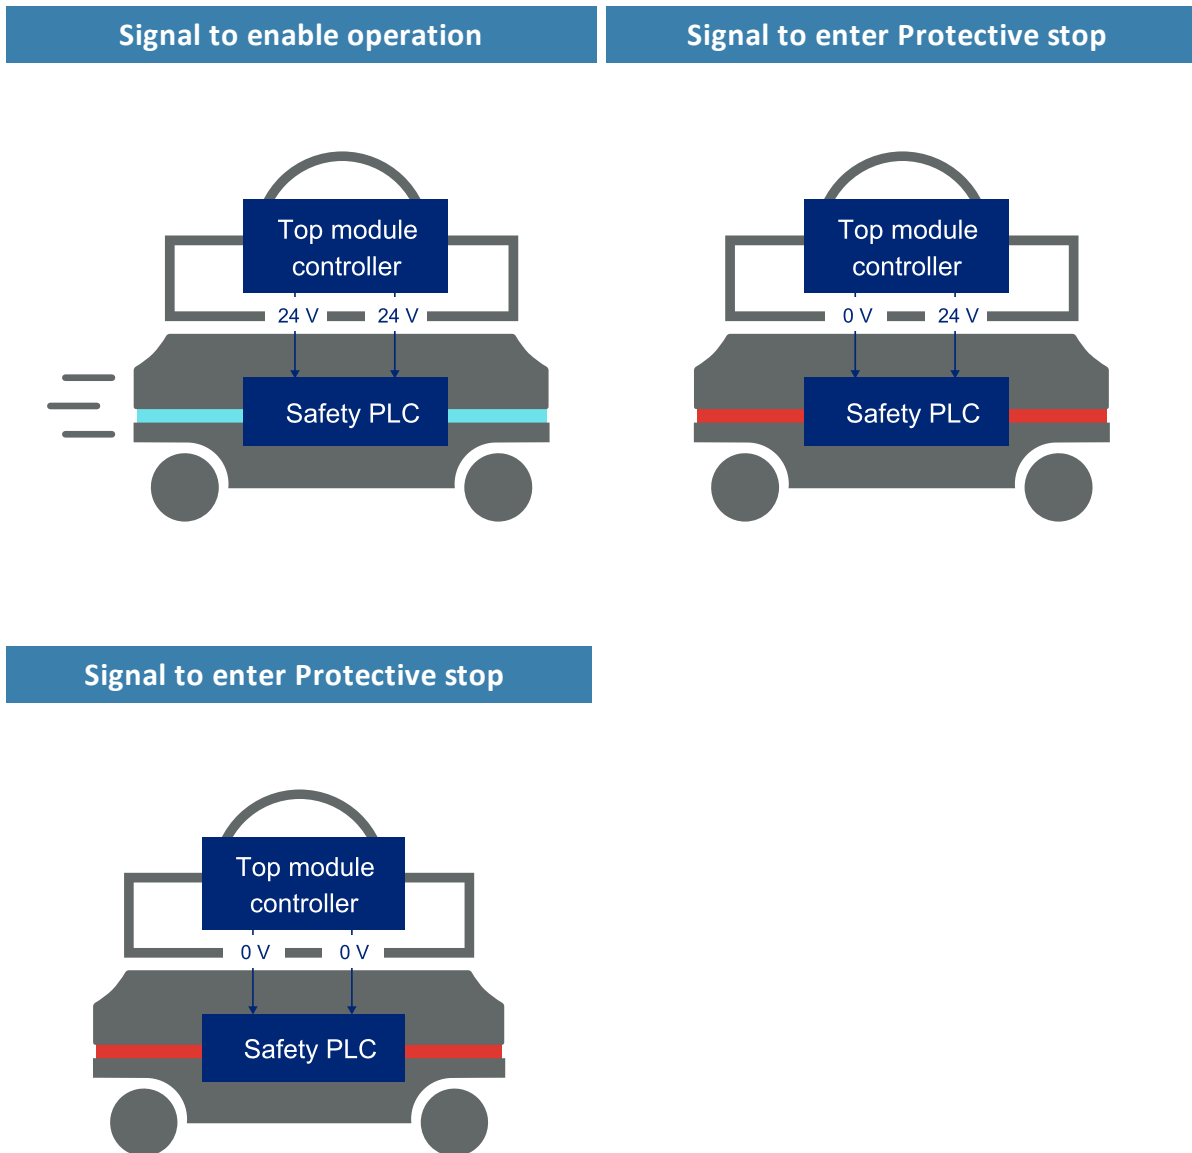 Signal to enable operation
Signal to enter Protective stop
Top module
controller
24 V 24 V
Safety PLC
Top module
controller
0 V 24 V
Safety PLC
Signal to enter Protective stop
Top module
controller
0 V 0 V
Safety PLC